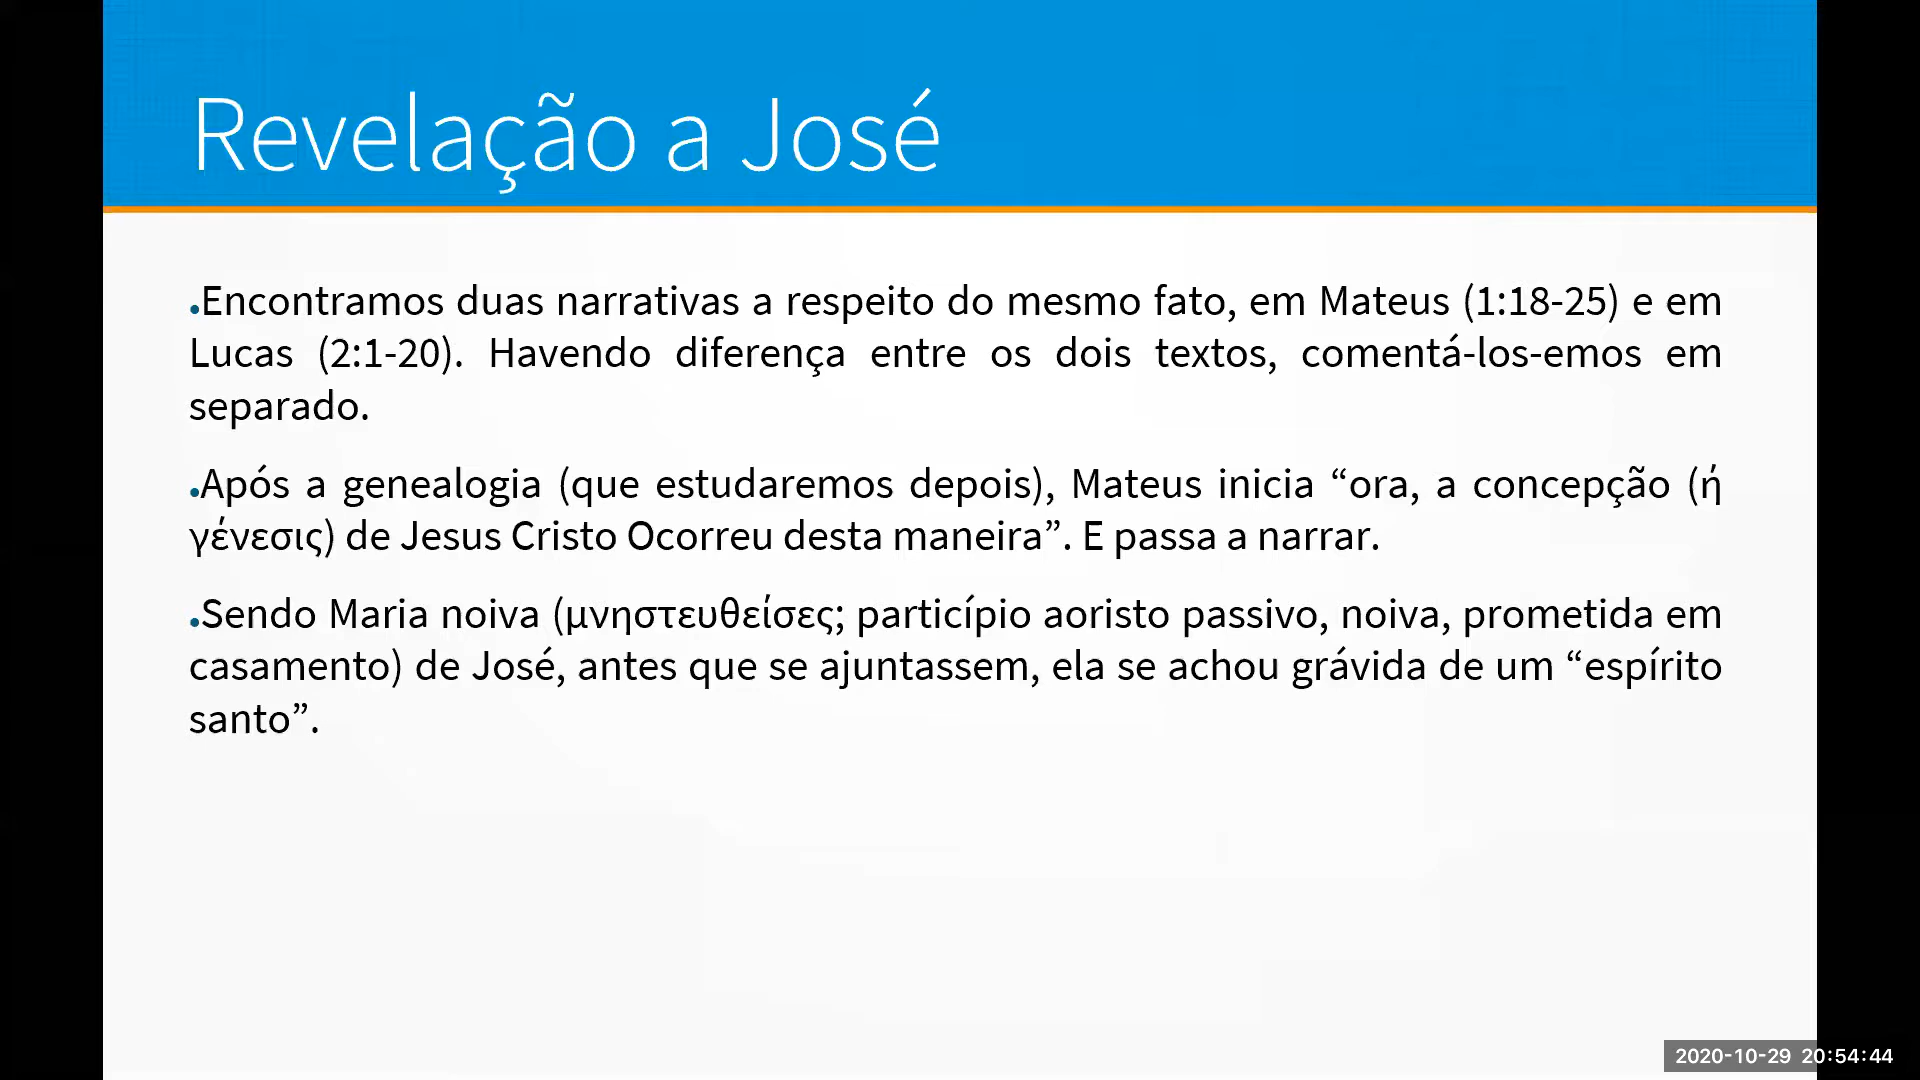 Revelação a José
•Encontramos duas narrativas a respeito do mesmo fato, em Mateus (1:18-25) e em
Lucas (2:1-20). Havendo diferença entre os dois textos, comentá-los-emos em
separado.
•Após a genealogia (que estudaremos depois), Mateus inicia “ora, a concepção (ή
γένεσις) de Jesus Cristo Ocorreu desta maneira”. E passa a narrar.
•Sendo Maria noiva (μνηστευθείσες; particípio aoristo passivo, noiva, prometida em
casamento) de José, antes que se ajuntassem, ela se achou grávida de um “espírito
santo”.
2020-10-29 20:54:44